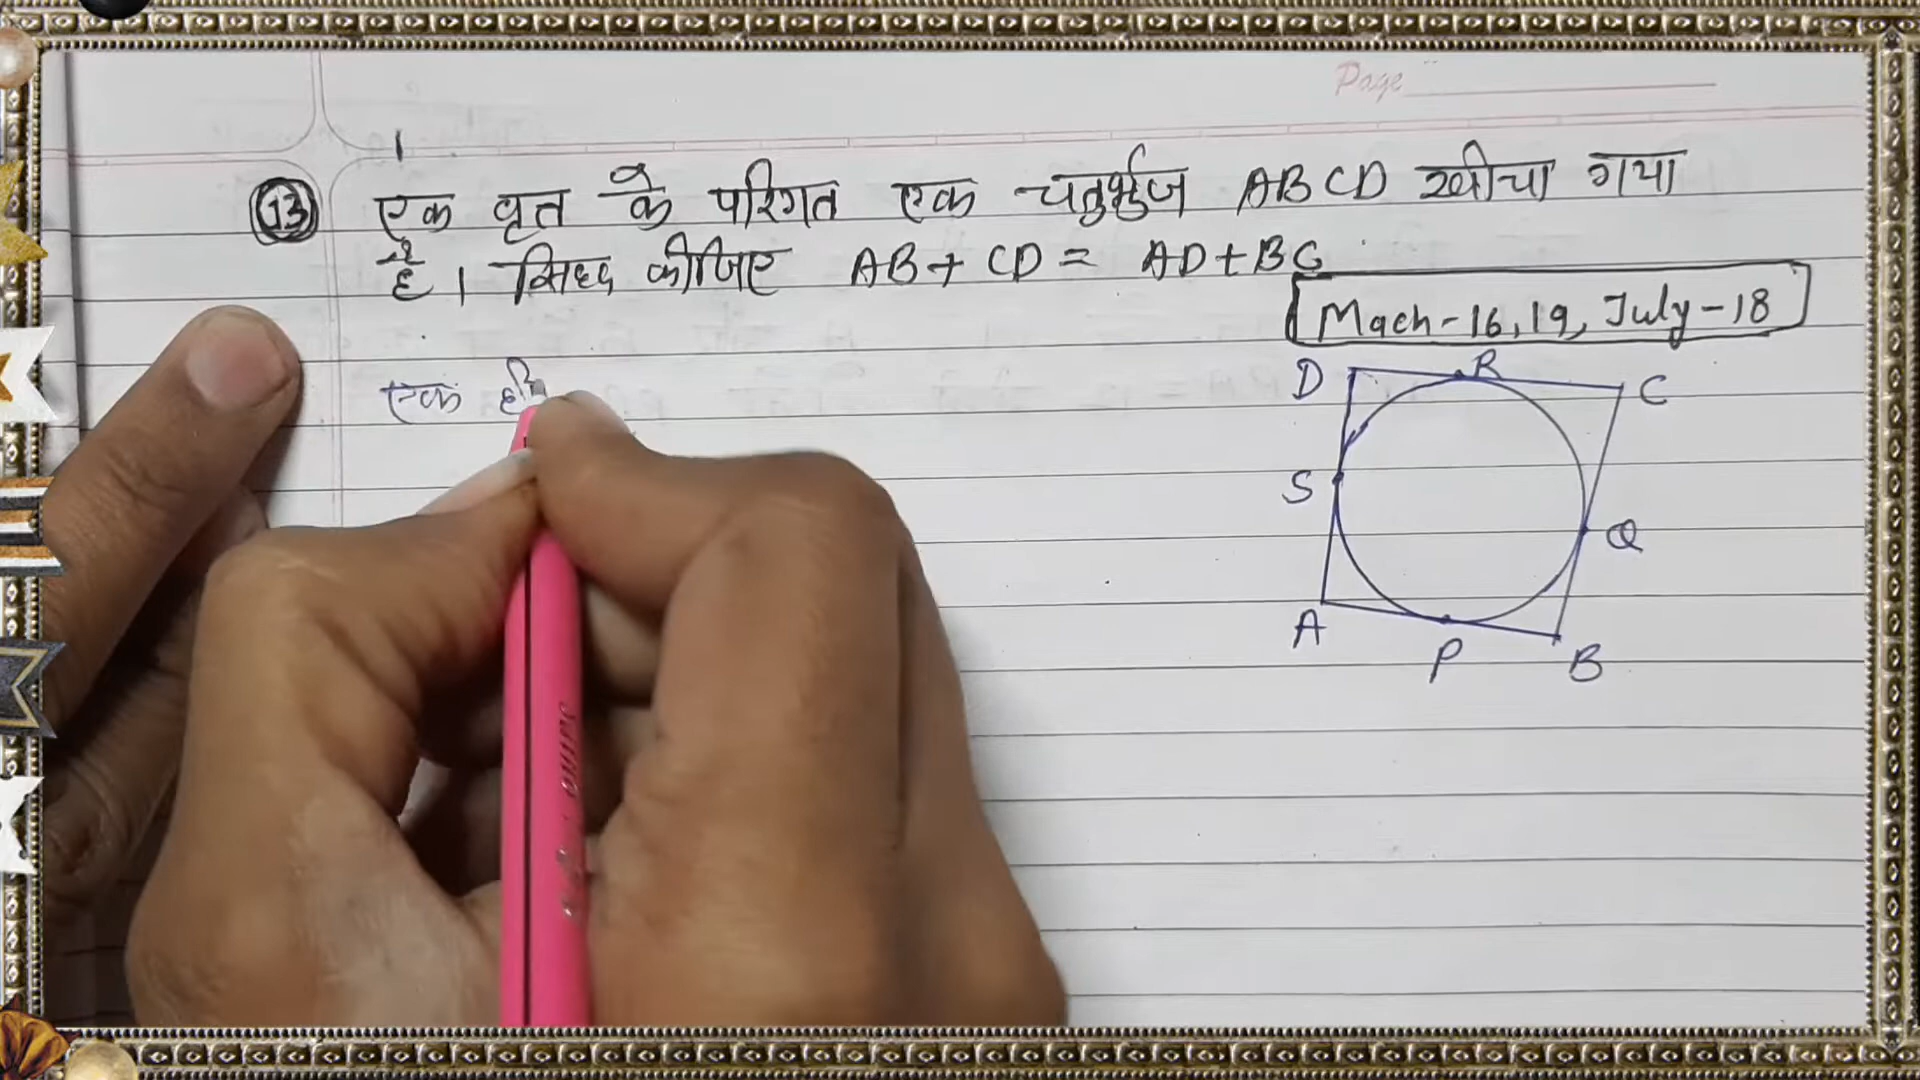 Page
13 एक वृत्त के परिगत एक चतुर्भुज ABCD खीचा गया
है । सिध्द कीजिए AB + CD = AD + BC
Mach-16, 19, July-18
एक ही
D R C
S
Q
A
P B